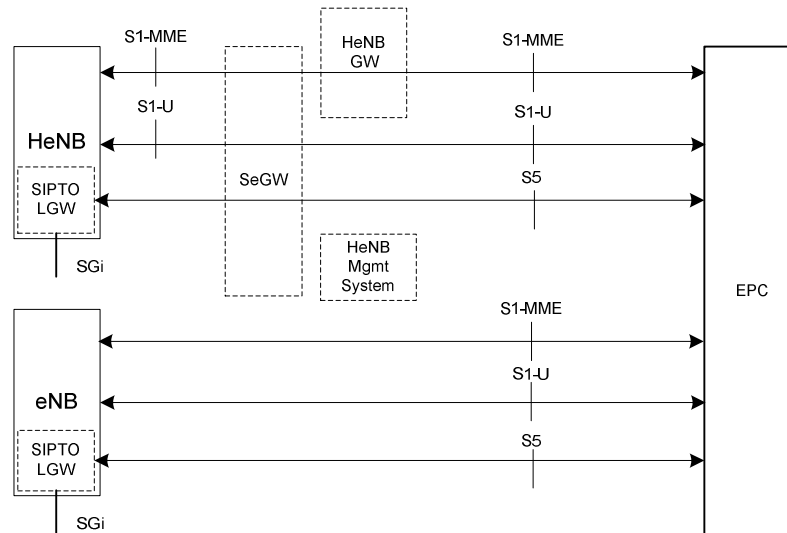 S1-MME
HeNB
GW
S1-MME
S1-U
S1-U
HeNB
SeGW
S5
SIPTO
LGW
HeNB
Mgmt
System
SGi
EPC
S1-MME
S1-U
eNB
S5
SIPTO
LGW
SGi